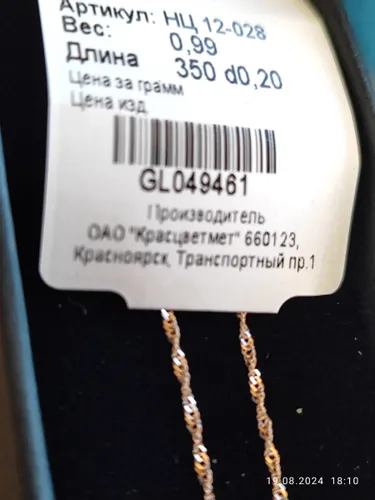 Артикул: НЦ 12-028
Вес: 0,99
Длина 350 d0,20
Цена за грамм
Цена изд.
GL049461
Производитель
ОАО "Красцветмет" 660123,
Красноярск, Транспортный пр.1
19.08.2024 18:10